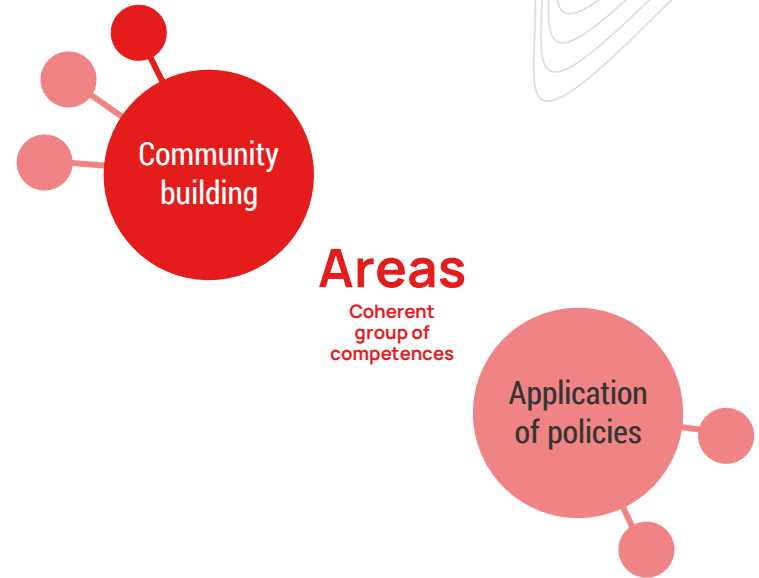 Community
building
Areas
Coherent
group of
competences
Application
of policies